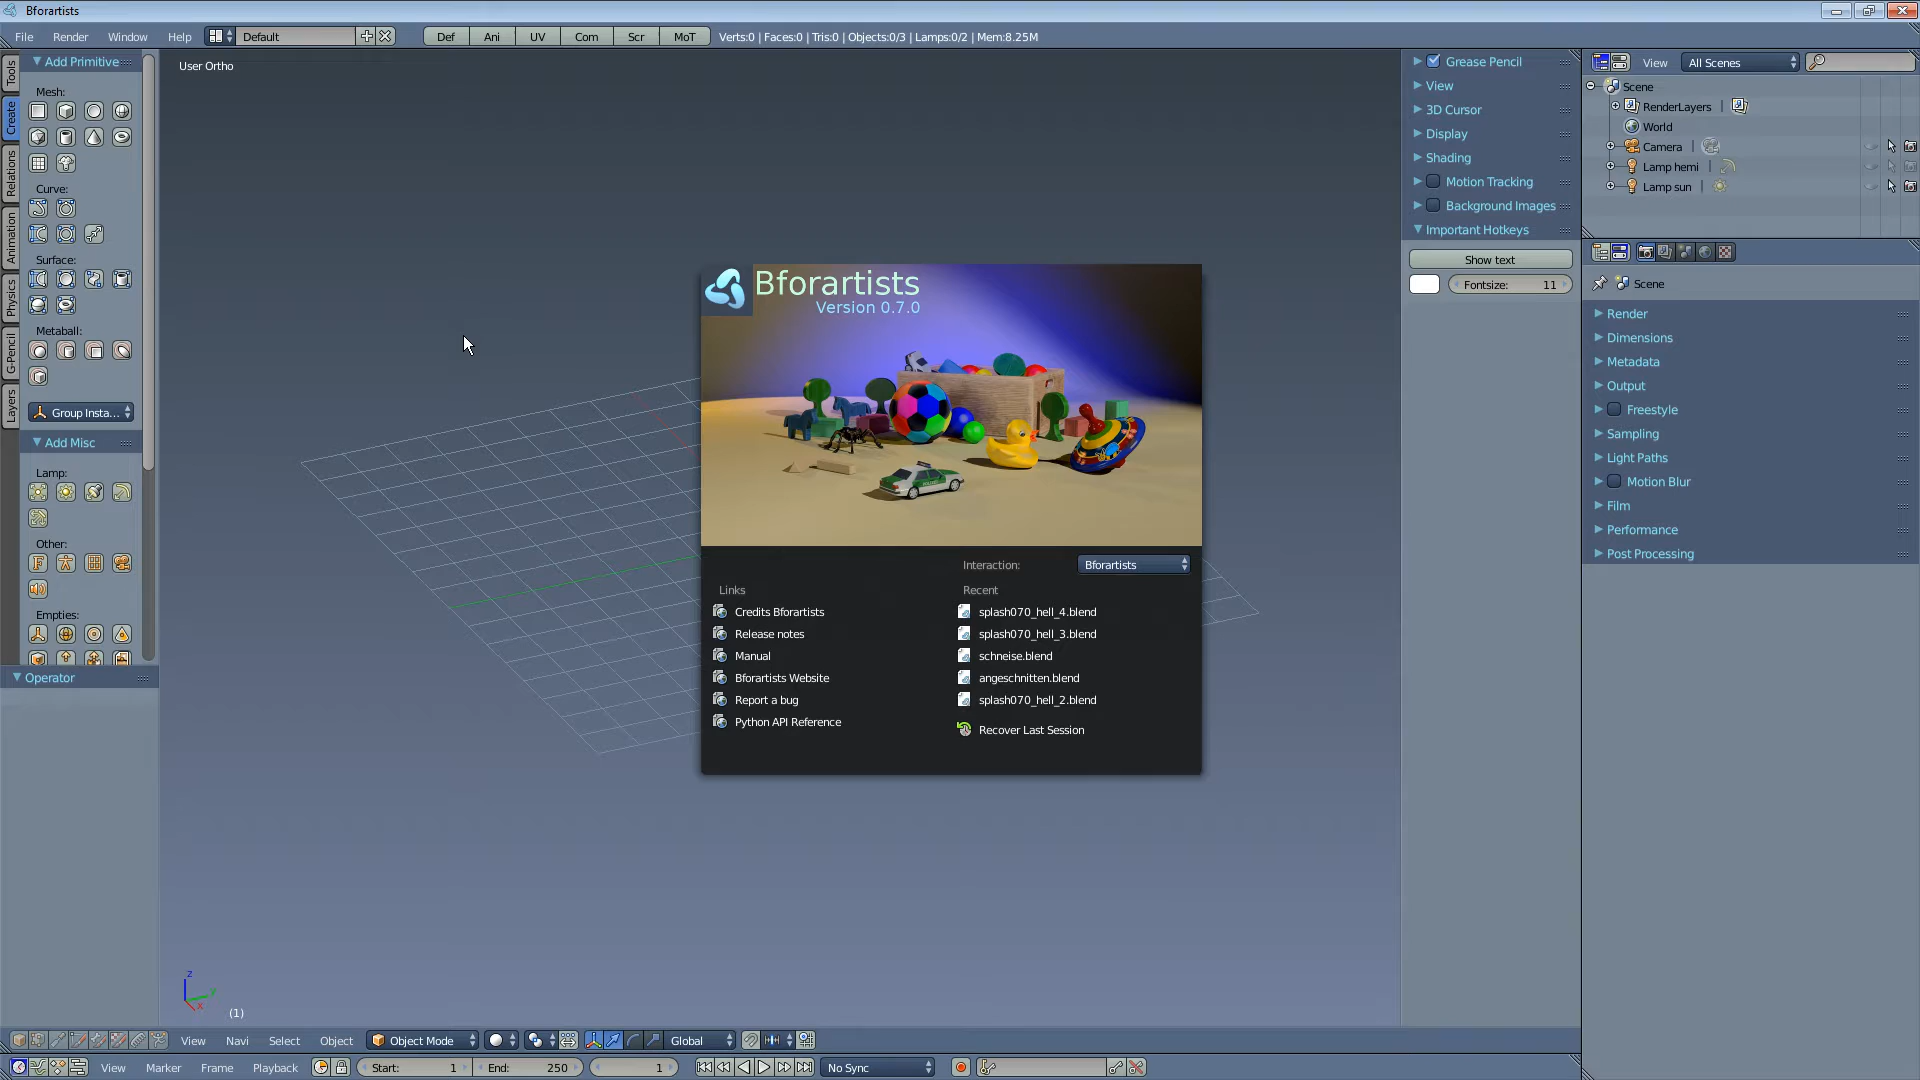 Bforartists
File Render Window Help Default Def Ani UV Com Scr MoT Verts:0 | Faces:0 | Tris:0 | Objects:0/3 | Lamps:0/2 | Mem:8.25M
Tools
Create
Relations
Animation
Physics
G-Pencil
Layers
Add Primitive
Mesh:
Curve:
Surface:
Metaball:
Group Insta...
Add Misc
Lamp:
Other:
Empties:
Operator
User Ortho
Bforartists
Version 0.7.0
Interaction: Bforartists
Links
Credits Bforartists
Release notes
Manual
Bforartists Website
Report a bug
Python API Reference
Recent
splash070_hell_4.blend
splash070_hell_3.blend
schneise.blend
angeschnitten.blend
splash070_hell_2.blend
Recover Last Session
z
y
x
(1)
Grease Pencil
View
3D Cursor
Display
Shading
Motion Tracking
Background Images
Important Hotkeys
Show text
Fontsize: 11
View All Scenes
Scene
RenderLayers |
World
Camera |
Lamp hemi |
Lamp sun |
Scene
Render
Dimensions
Metadata
Output
Freestyle
Sampling
Light Paths
Motion Blur
Film
Performance
Post Processing
View Navi Select Object Object Mode Global
View Marker Frame Playback Start: 1 End: 250 1 No Sync